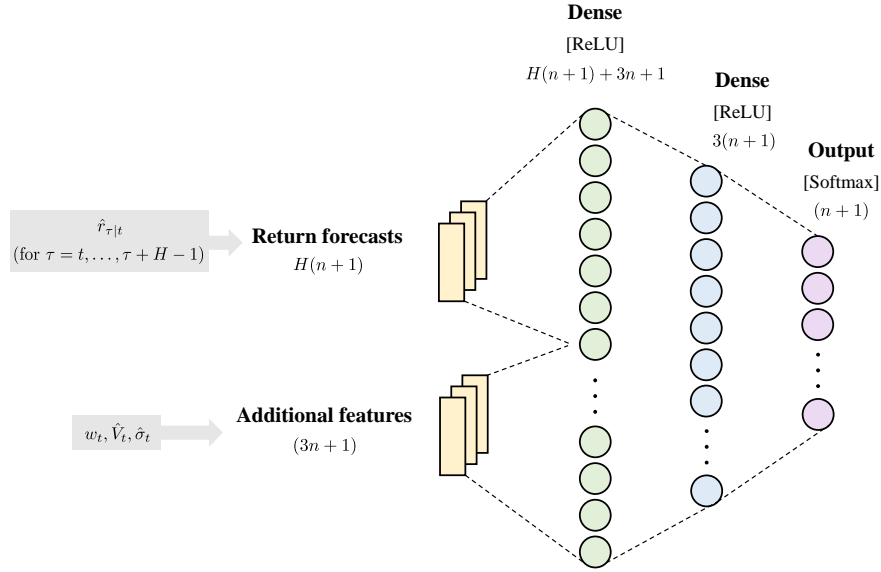 Dense
[ReLU]
H(n + 1) + 3n + 1
Dense
[ReLU]
3(n + 1)
Output
[Softmax]
(n + 1)
r̂_{τ|t}
(for τ = t, . . . , τ + H − 1)
Return forecasts
H(n + 1)
w_t, V̂_t, σ̂_t
Additional features
(3n + 1)